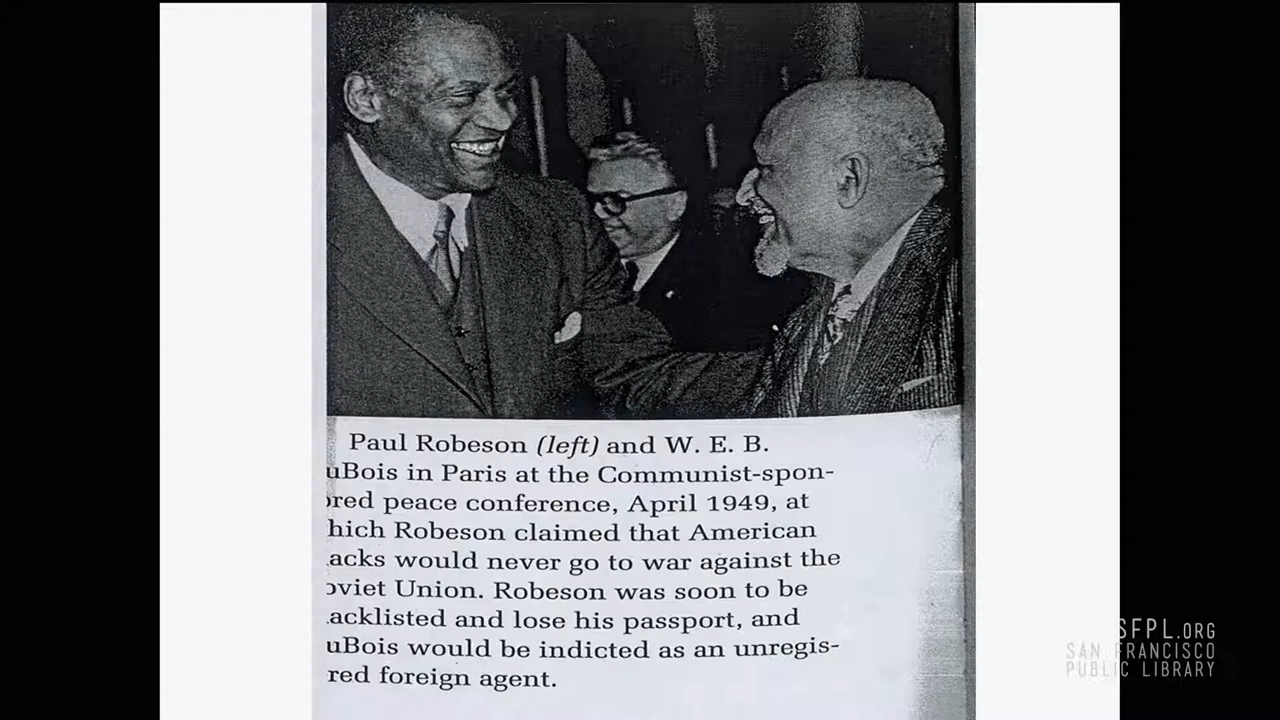 Paul Robeson (left) and W. E. B.
uBois in Paris at the Communist-spon-
ored peace conference, April 1949, at
hich Robeson claimed that American
acks would never go to war against the
oviet Union. Robeson was soon to be
acklisted and lose his passport, and
uBois would be indicted as an unregis-
red foreign agent.
SFPL.ORG
SAN FRANCISCO
PUBLIC LIBRARY